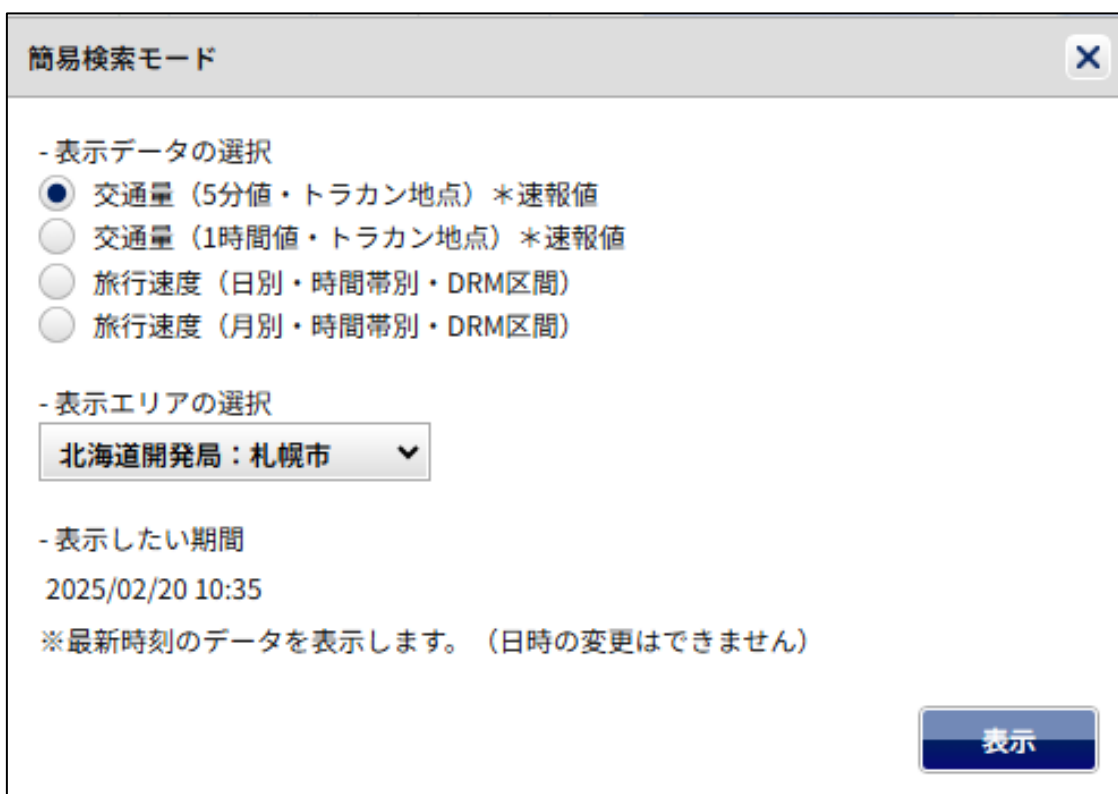 簡易検索モード
- 表示データの選択
交通量（5分値・トラカン地点）＊速報値
交通量（1時間値・トラカン地点）＊速報値
旅行速度（日別・時間帯別・DRM区間）
旅行速度（月別・時間帯別・DRM区間）
- 表示エリアの選択
北海道開発局：札幌市
- 表示したい期間
2025/02/20 10:35
※最新時刻のデータを表示します。（日時の変更はできません）
表示